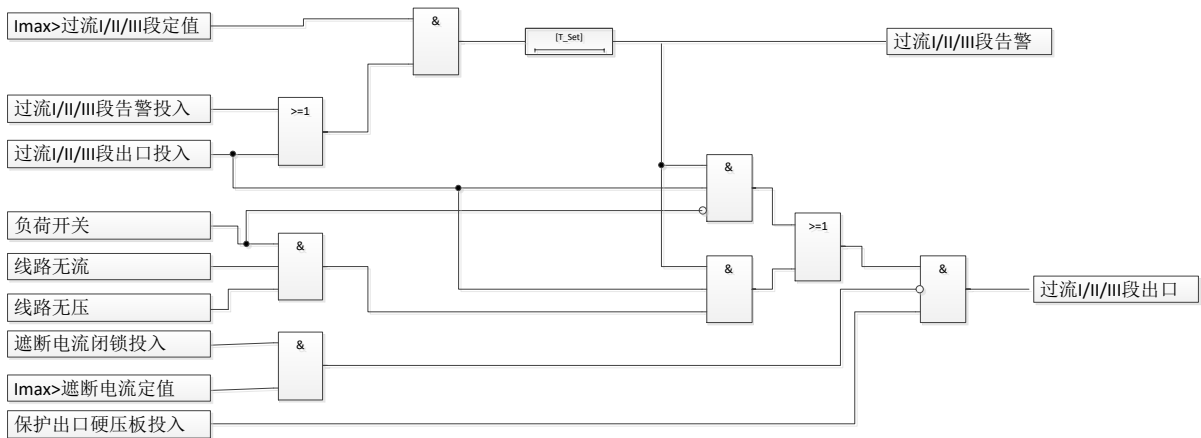 Imax>过流I/II/III段定值
&
[T_Set]
过流I/II/III段告警
过流I/II/III段告警投入
>=1
过流I/II/III段出口投入
&
负荷开关
&
>=1
线路无流
&
&
线路无压
过流I/II/III段出口
遮断电流闭锁投入
&
Imax>遮断电流定值
保护出口硬压板投入